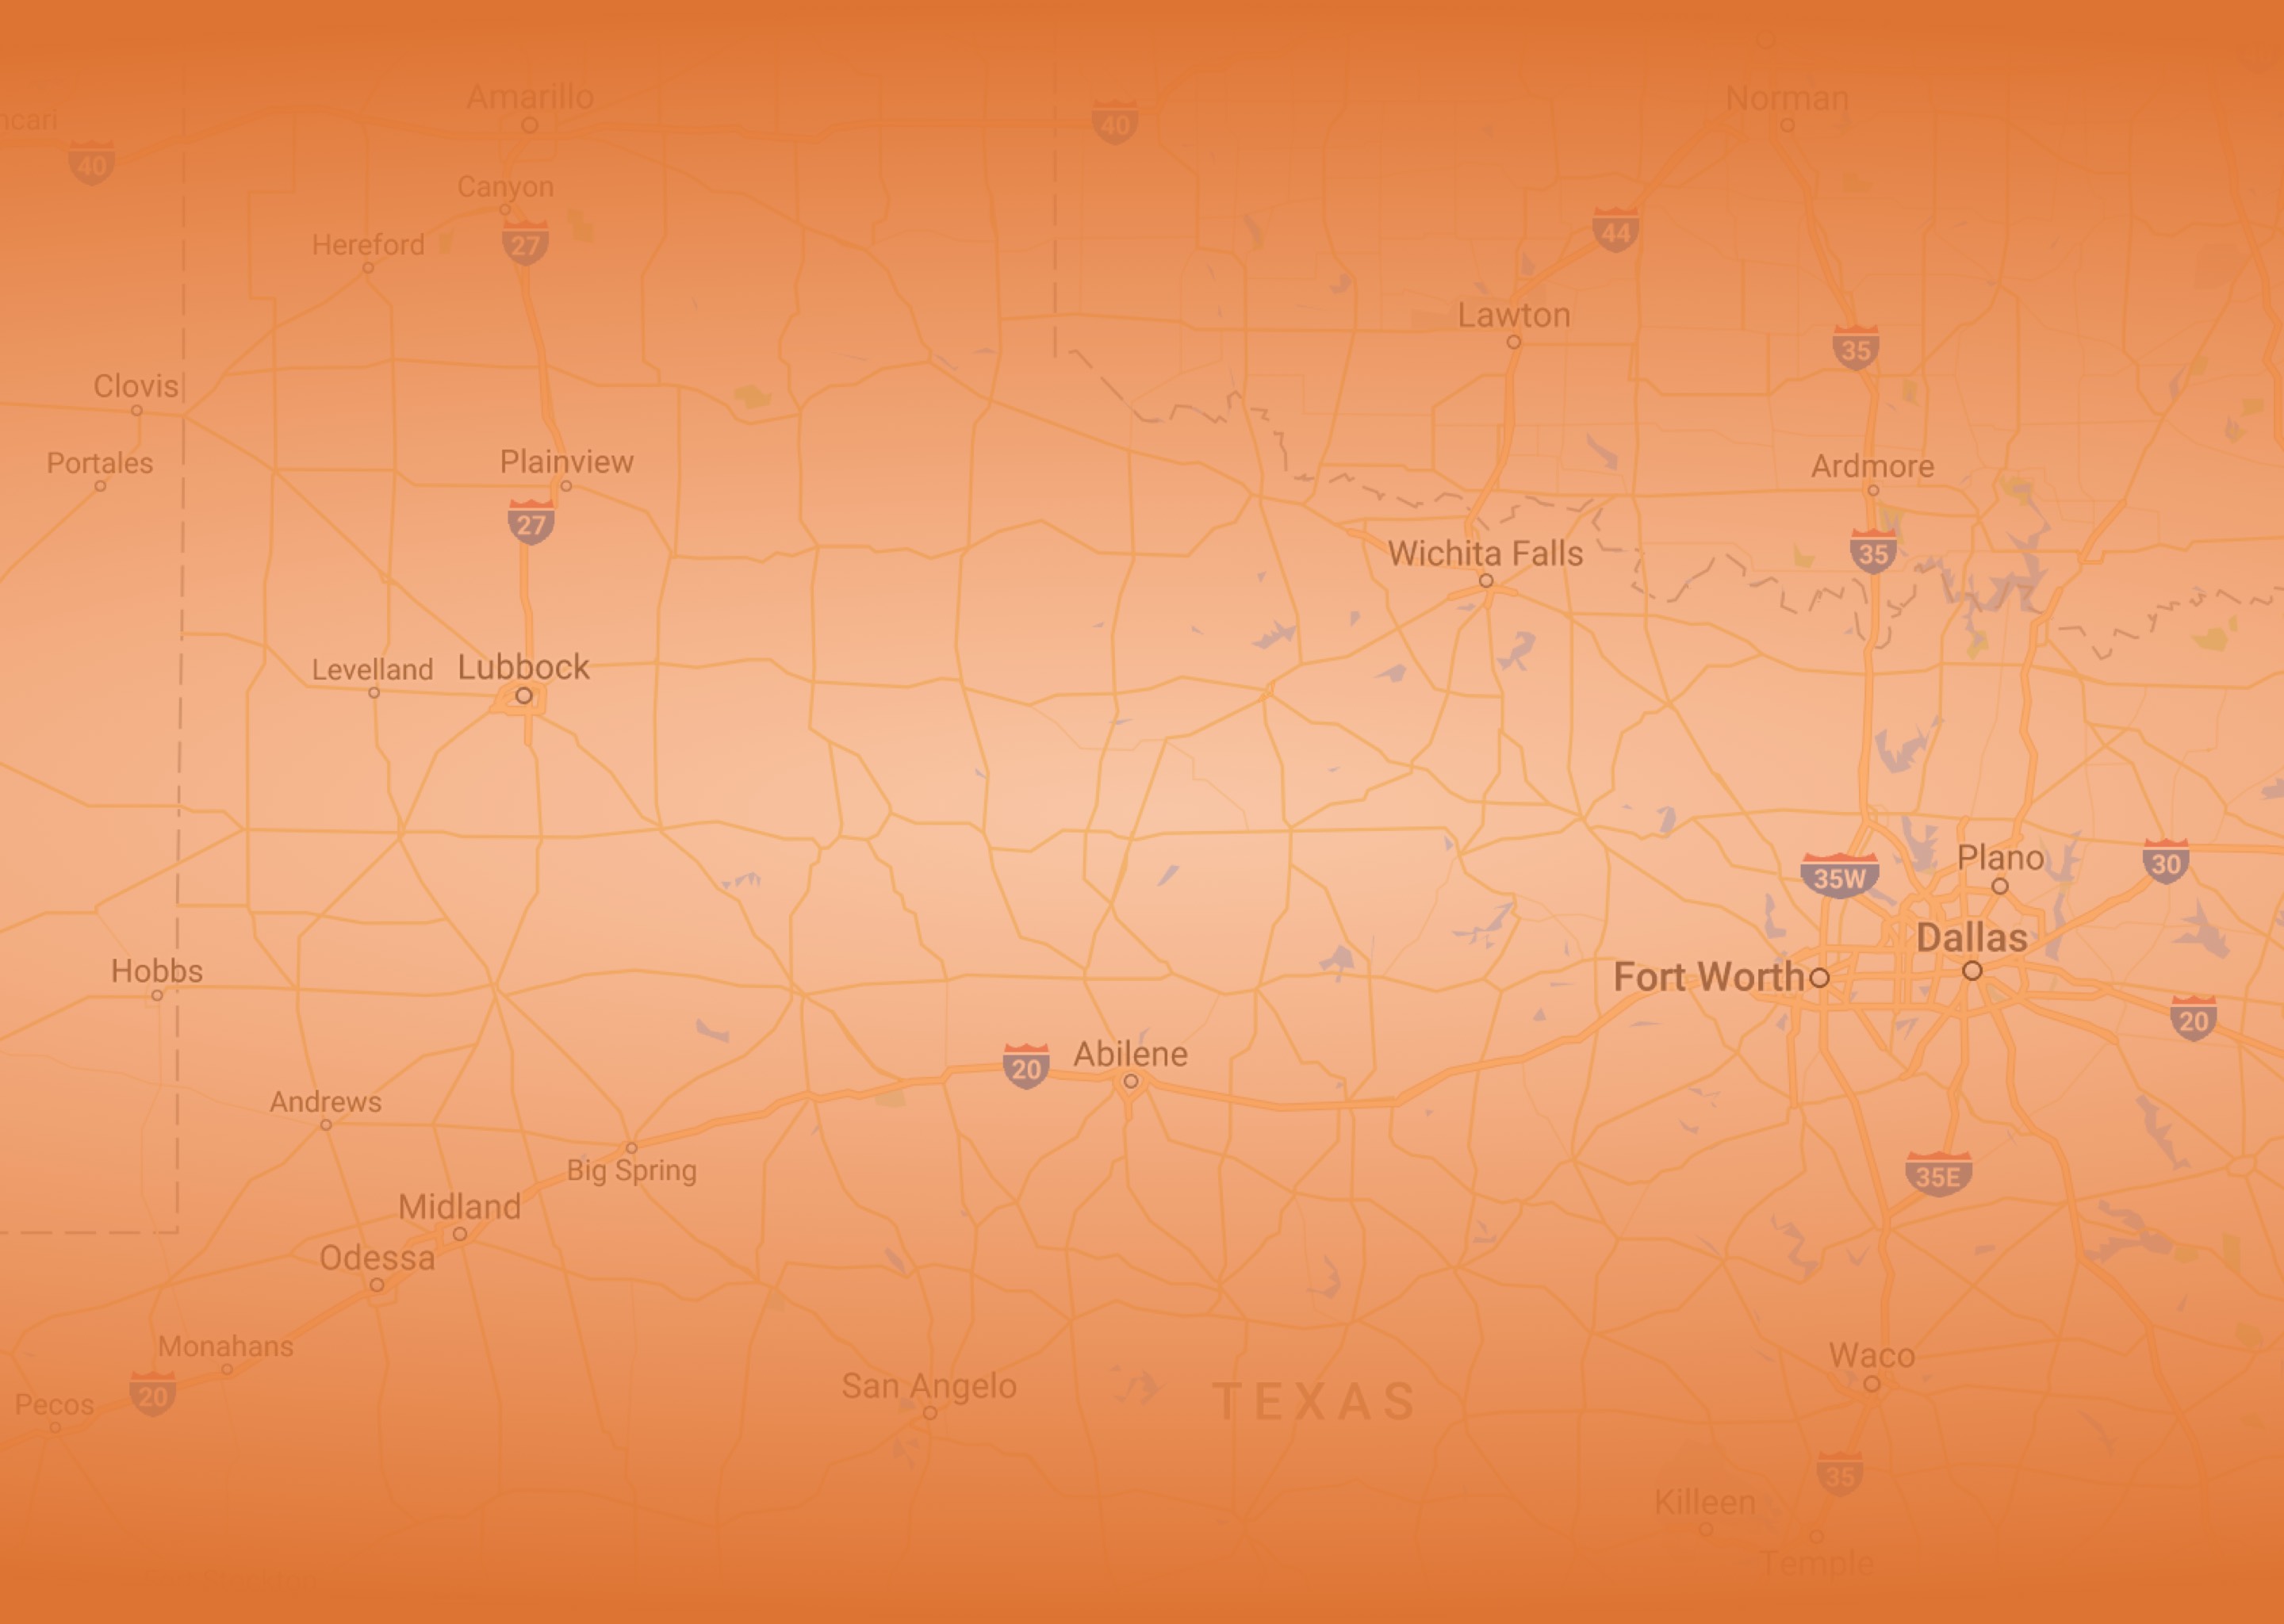 Amarillo
Norman
ncari
40
40
Canyon
44
27
Hereford
Lawton
35
Clovis
Portales
Plainview
Ardmore
27
35
Wichita Falls
Levelland
Lubbock
Plano
30
35W
Dallas
Hobbs
Fort Worth
20
Abilene
20
Andrews
Big Spring
35E
Midland
Odessa
Monahans
Waco
20
San Angelo
TEXAS
Pecos
35
Killeen
Temple